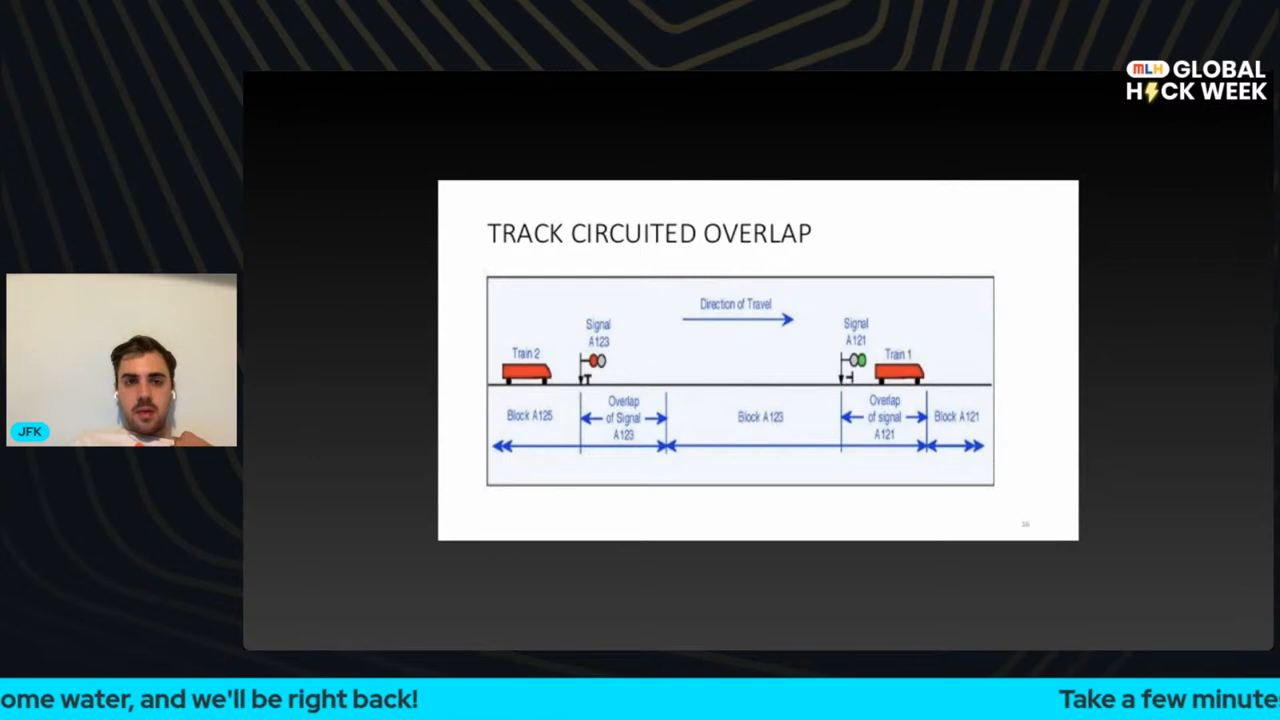 MLH GLOBAL
HACK WEEK
TRACK CIRCUITED OVERLAP
Direction of Travel
Signal
A123
Signal
A121
Train 2
Train 1
Block A125
Overlap
of Signal
A123
Block A123
Overlap
of signal
A121
Block A121
16
JFK
ome water, and we'll be right back!
Take a few minute